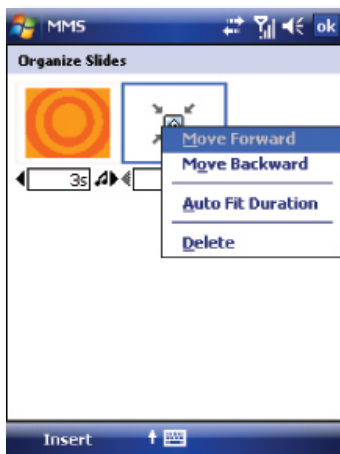 MMS ok
Organize Slides
Move Forward
Move Backward
3s
Auto Fit Duration
Delete
Insert